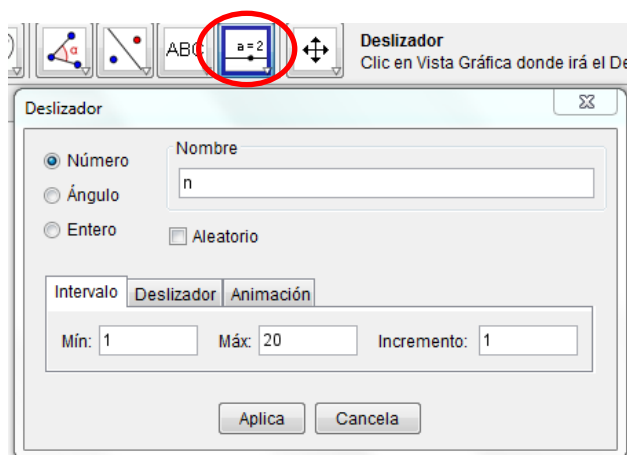 α
ABC
a = 2
Deslizador
Clic en Vista Gráfica donde irá el De
Deslizador
Número
Ángulo
Entero
Nombre
n
Aleatorio
Intervalo Deslizador Animación
Mín: 1 Máx: 20 Incremento: 1
Aplica Cancela